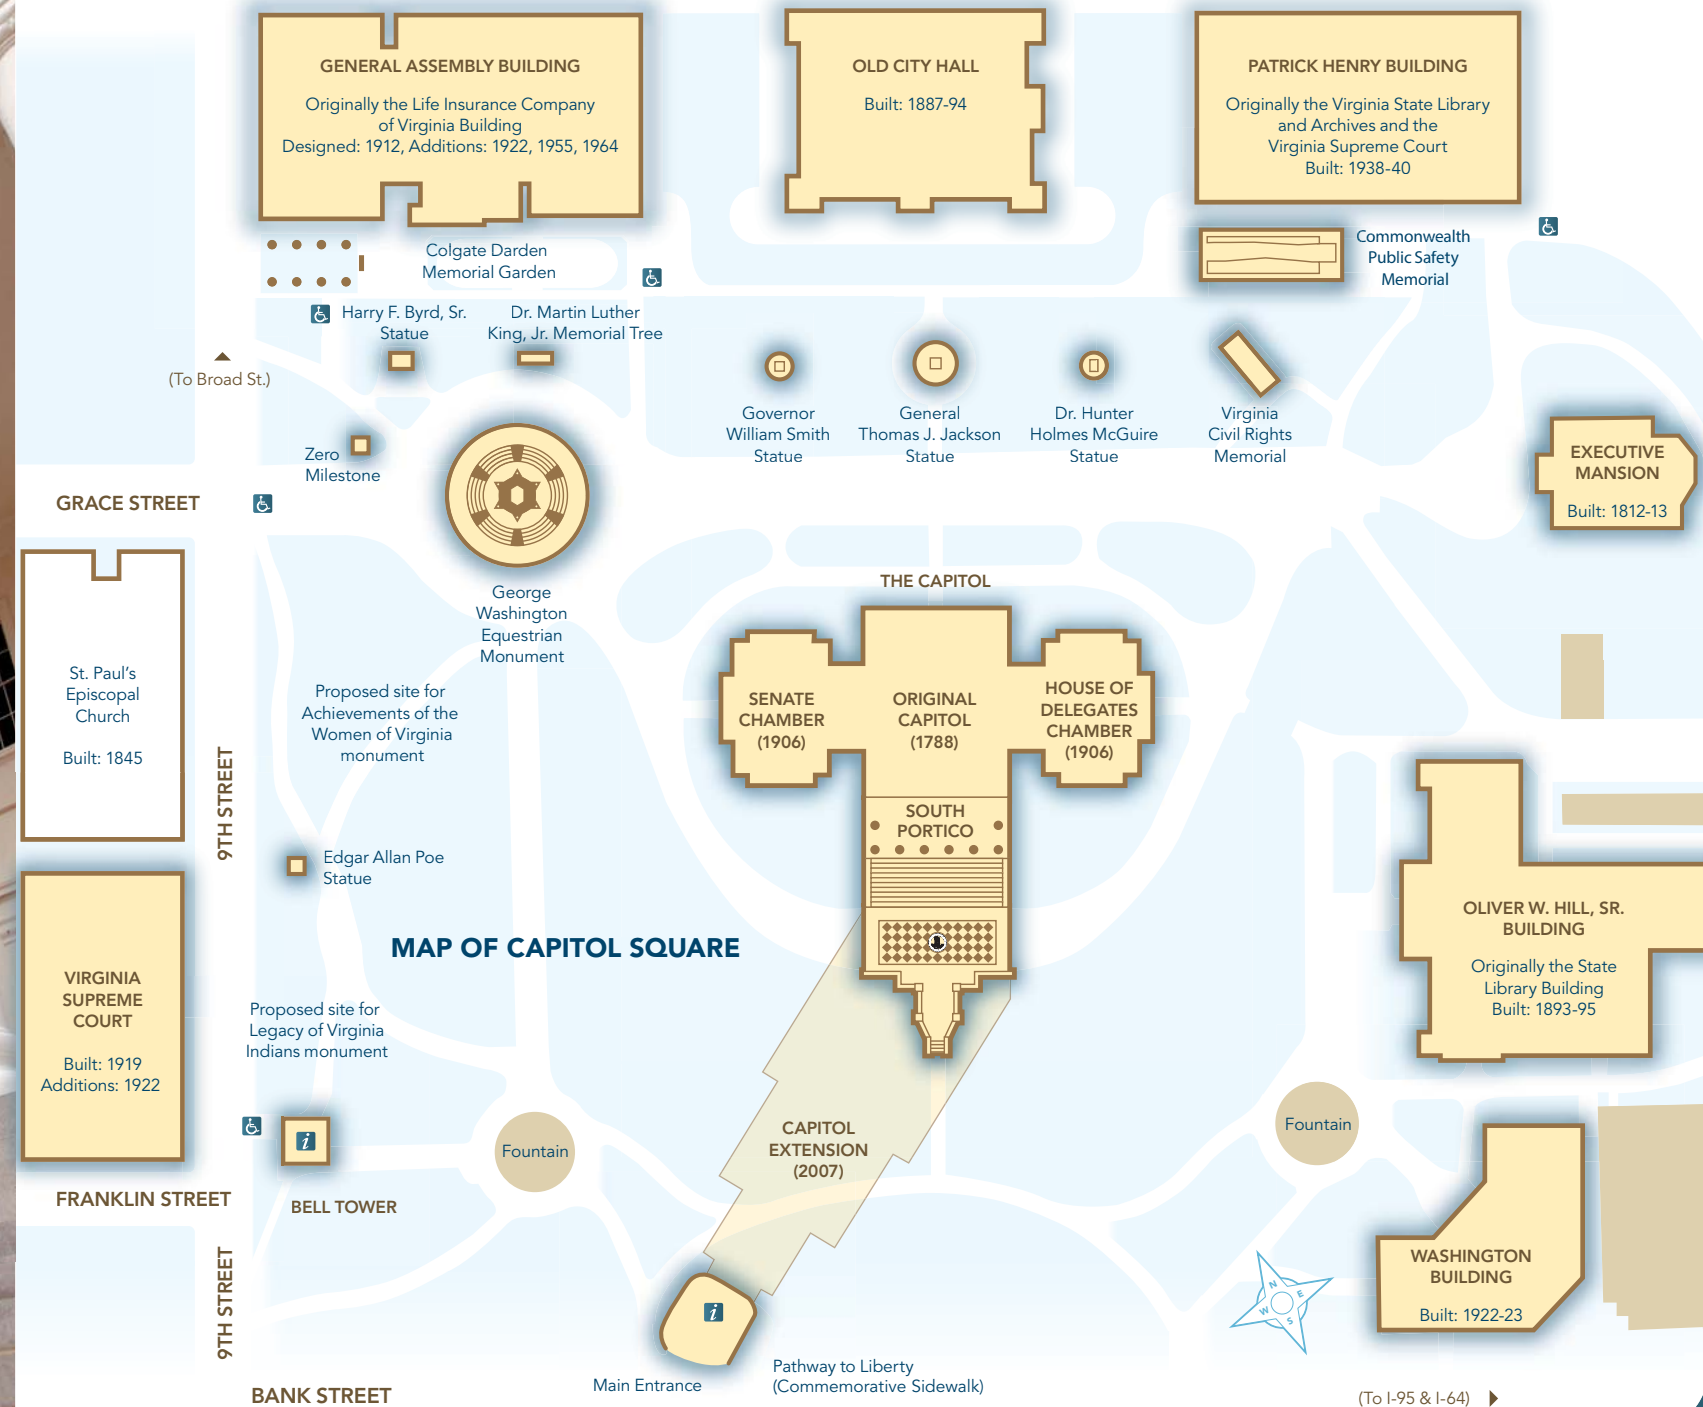 GENERAL ASSEMBLY BUILDING
Originally the Life Insurance Company
of Virginia Building
Designed: 1912, Additions: 1922, 1955, 1964
OLD CITY HALL
Built: 1887-94
PATRICK HENRY BUILDING
Originally the Virginia State Library
and Archives and the
Virginia Supreme Court
Built: 1938-40
Colgate Darden
Memorial Garden
Commonwealth
Public Safety
Memorial
Harry F. Byrd, Sr.
Statue
Dr. Martin Luther
King, Jr. Memorial Tree
(To Broad St.)
Governor
William Smith
Statue
General
Thomas J. Jackson
Statue
Dr. Hunter
Holmes McGuire
Statue
Virginia
Civil Rights
Memorial
Zero
Milestone
EXECUTIVE
MANSION
Built: 1812-13
GRACE STREET
George
Washington
Equestrian
Monument
THE CAPITOL
St. Paul's
Episcopal
Church
Built: 1845
Proposed site for
Achievements of the
Women of Virginia
monument
SENATE
CHAMBER
(1906)
ORIGINAL
CAPITOL
(1788)
HOUSE OF
DELEGATES
CHAMBER
(1906)
9TH STREET
SOUTH
PORTICO
Edgar Allan Poe
Statue
MAP OF CAPITOL SQUARE
OLIVER W. HILL, SR.
BUILDING
Originally the State
Library Building
Built: 1893-95
VIRGINIA
SUPREME
COURT
Built: 1919
Additions: 1922
Proposed site for
Legacy of Virginia
Indians monument
i
Fountain
CAPITOL
EXTENSION
(2007)
Fountain
FRANKLIN STREET
BELL TOWER
9TH STREET
WASHINGTON
BUILDING
Built: 1922-23
N
E
S
W
i
Main Entrance
Pathway to Liberty
(Commemorative Sidewalk)
BANK STREET
(To I-95 & I-64)